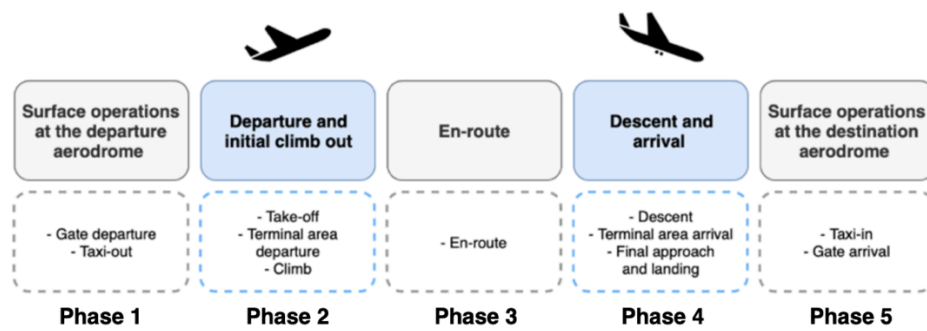 Surface operations
at the departure
aerodrome
Departure and
initial climb out
En-route
Descent and
arrival
Surface operations
at the destination
aerodrome
- Gate departure
- Taxi-out
- Take-off
- Terminal area
departure
- Climb
- En-route
- Descent
- Terminal area arrival
- Final approach
and landing
- Taxi-in
- Gate arrival
Phase 1
Phase 2
Phase 3
Phase 4
Phase 5